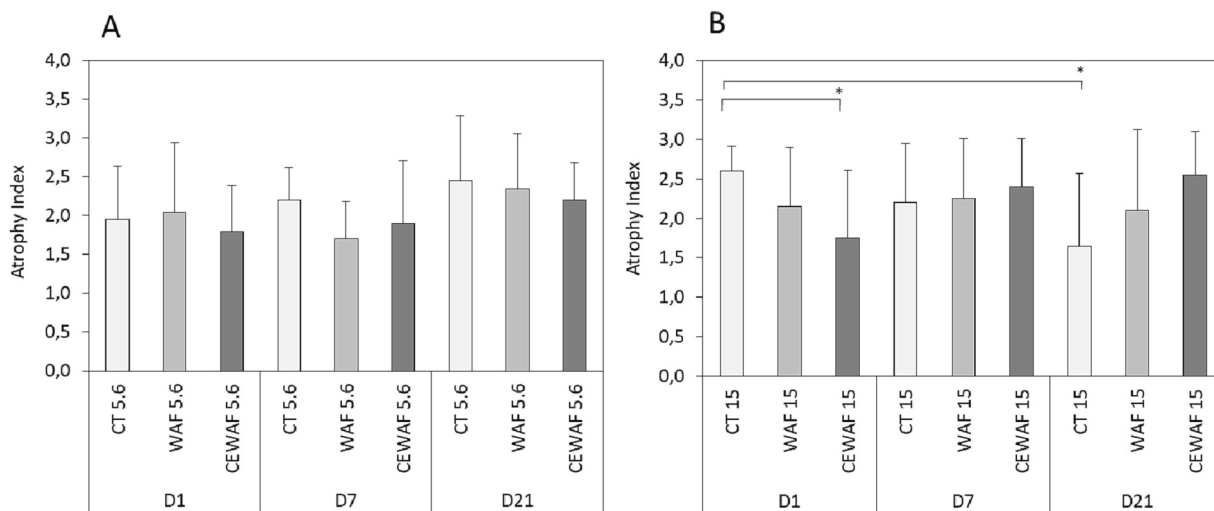 A
Atrophy Index
4,0
3,5
3,0
2,5
2,0
1,5
1,0
0,5
0,0
CT 5.6
WAF 5.6
CEWAF 5.6
CT 5.6
WAF 5.6
CEWAF 5.6
CT 5.6
WAF 5.6
CEWAF 5.6
D1 D7 D21
B
Atrophy Index
4,0
3,5
3,0
2,5
2,0
1,5
1,0
0,5
0,0
*
*
CT 15
WAF 15
CEWAF 15
CT 15
WAF 15
CEWAF 15
CT 15
WAF 15
CEWAF 15
D1 D7 D21